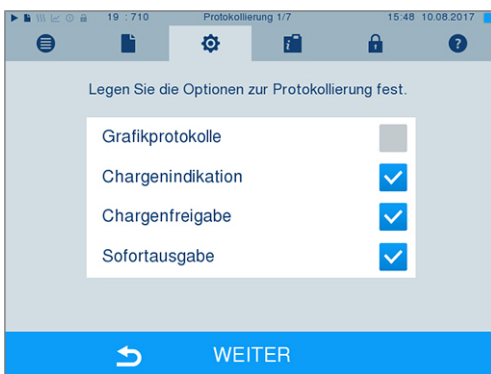 19 : 710 Protokollierung 1/7 15:48 10.08.2017
Legen Sie die Optionen zur Protokollierung fest.
Grafikprotokolle
Chargenindikation
Chargenfreigabe
Sofortausgabe
WEITER